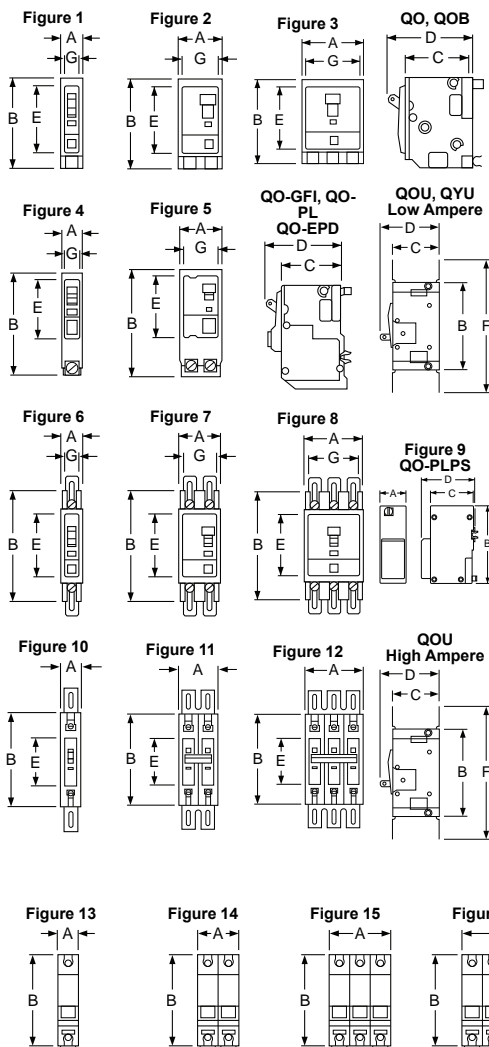 Figure 1
A
G
B
E
Figure 2
A
G
B
E
Figure 3
A
G
B
E
QO, QOB
D
C
Figure 4
A
G
B
E
Figure 5
A
G
B
E
QO-GFI, QO-
PL
QO-EPD
D
C
QOU, QYU
Low Ampere
D
C
B
F
Figure 6
A
G
B
E
Figure 7
A
G
B
E
Figure 8
A
G
B
E
Figure 9
QO-PLPS
A
D
C
B
Figure 10
A
B
E
Figure 11
A
B
E
Figure 12
A
B
E
QOU
High Ampere
D
C
B
F
Figure 13
A
B
Figure 14
A
B
Figure 15
A
B
Figu
B